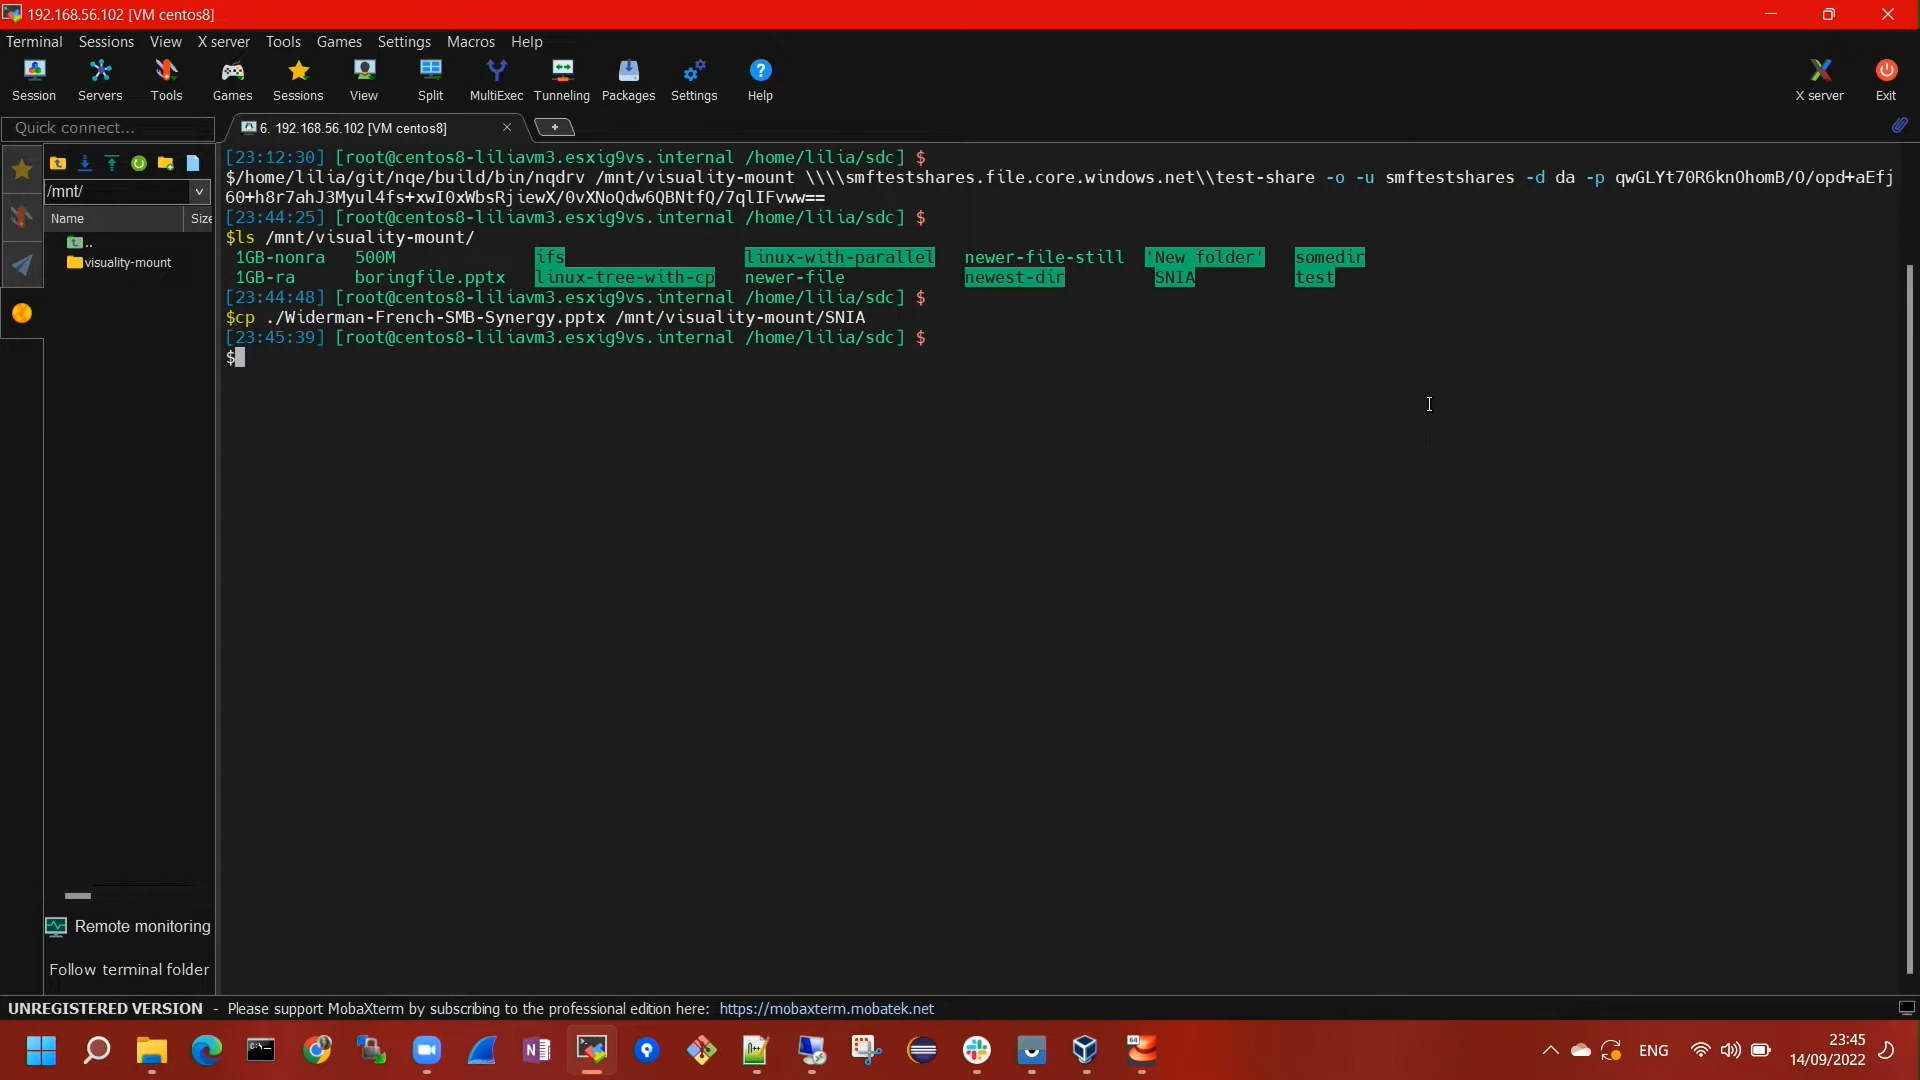 192.168.56.102 [VM centos8]
Terminal Sessions View X server Tools Games Settings Macros Help
Session Servers Tools Games Sessions View Split MultiExec Tunneling Packages Settings Help X server Exit
Quick connect...
6. 192.168.56.102 [VM centos8]
/mnt/
Name Size
..
visuality-mount
[23:12:30] [root@centos8-liliavm3.esxig9vs.internal /home/lilia/sdc] $
$/home/lilia/git/nqe/build/bin/nqdrv /mnt/visuality-mount \\\\smftestshares.file.core.windows.net\\test-share -o -u smftestshares -d da -p qwGLYt70R6knOhomB/O/opd+aEfj
60+h8r7ahJ3Myul4fs+xwI0xWbsRjiewX/0vXNoQdw6QBNtfQ/7qlIFvww==
[23:44:25] [root@centos8-liliavm3.esxig9vs.internal /home/lilia/sdc] $
$ls /mnt/visuality-mount/
1GB-nonra 500M ifs linux-with-parallel newer-file-still 'New folder' somedir
1GB-ra boringfile.pptx linux-tree-with-cp newer-file newest-dir SNIA test
[23:44:48] [root@centos8-liliavm3.esxig9vs.internal /home/lilia/sdc] $
$cp ./Widerman-French-SMB-Synergy.pptx /mnt/visuality-mount/SNIA
[23:45:39] [root@centos8-liliavm3.esxig9vs.internal /home/lilia/sdc] $
$
Remote monitoring
Follow terminal folder
UNREGISTERED VERSION - Please support MobaXterm by subscribing to the professional edition here: https://mobaxterm.mobatek.net
ENG
23:45
14/09/2022